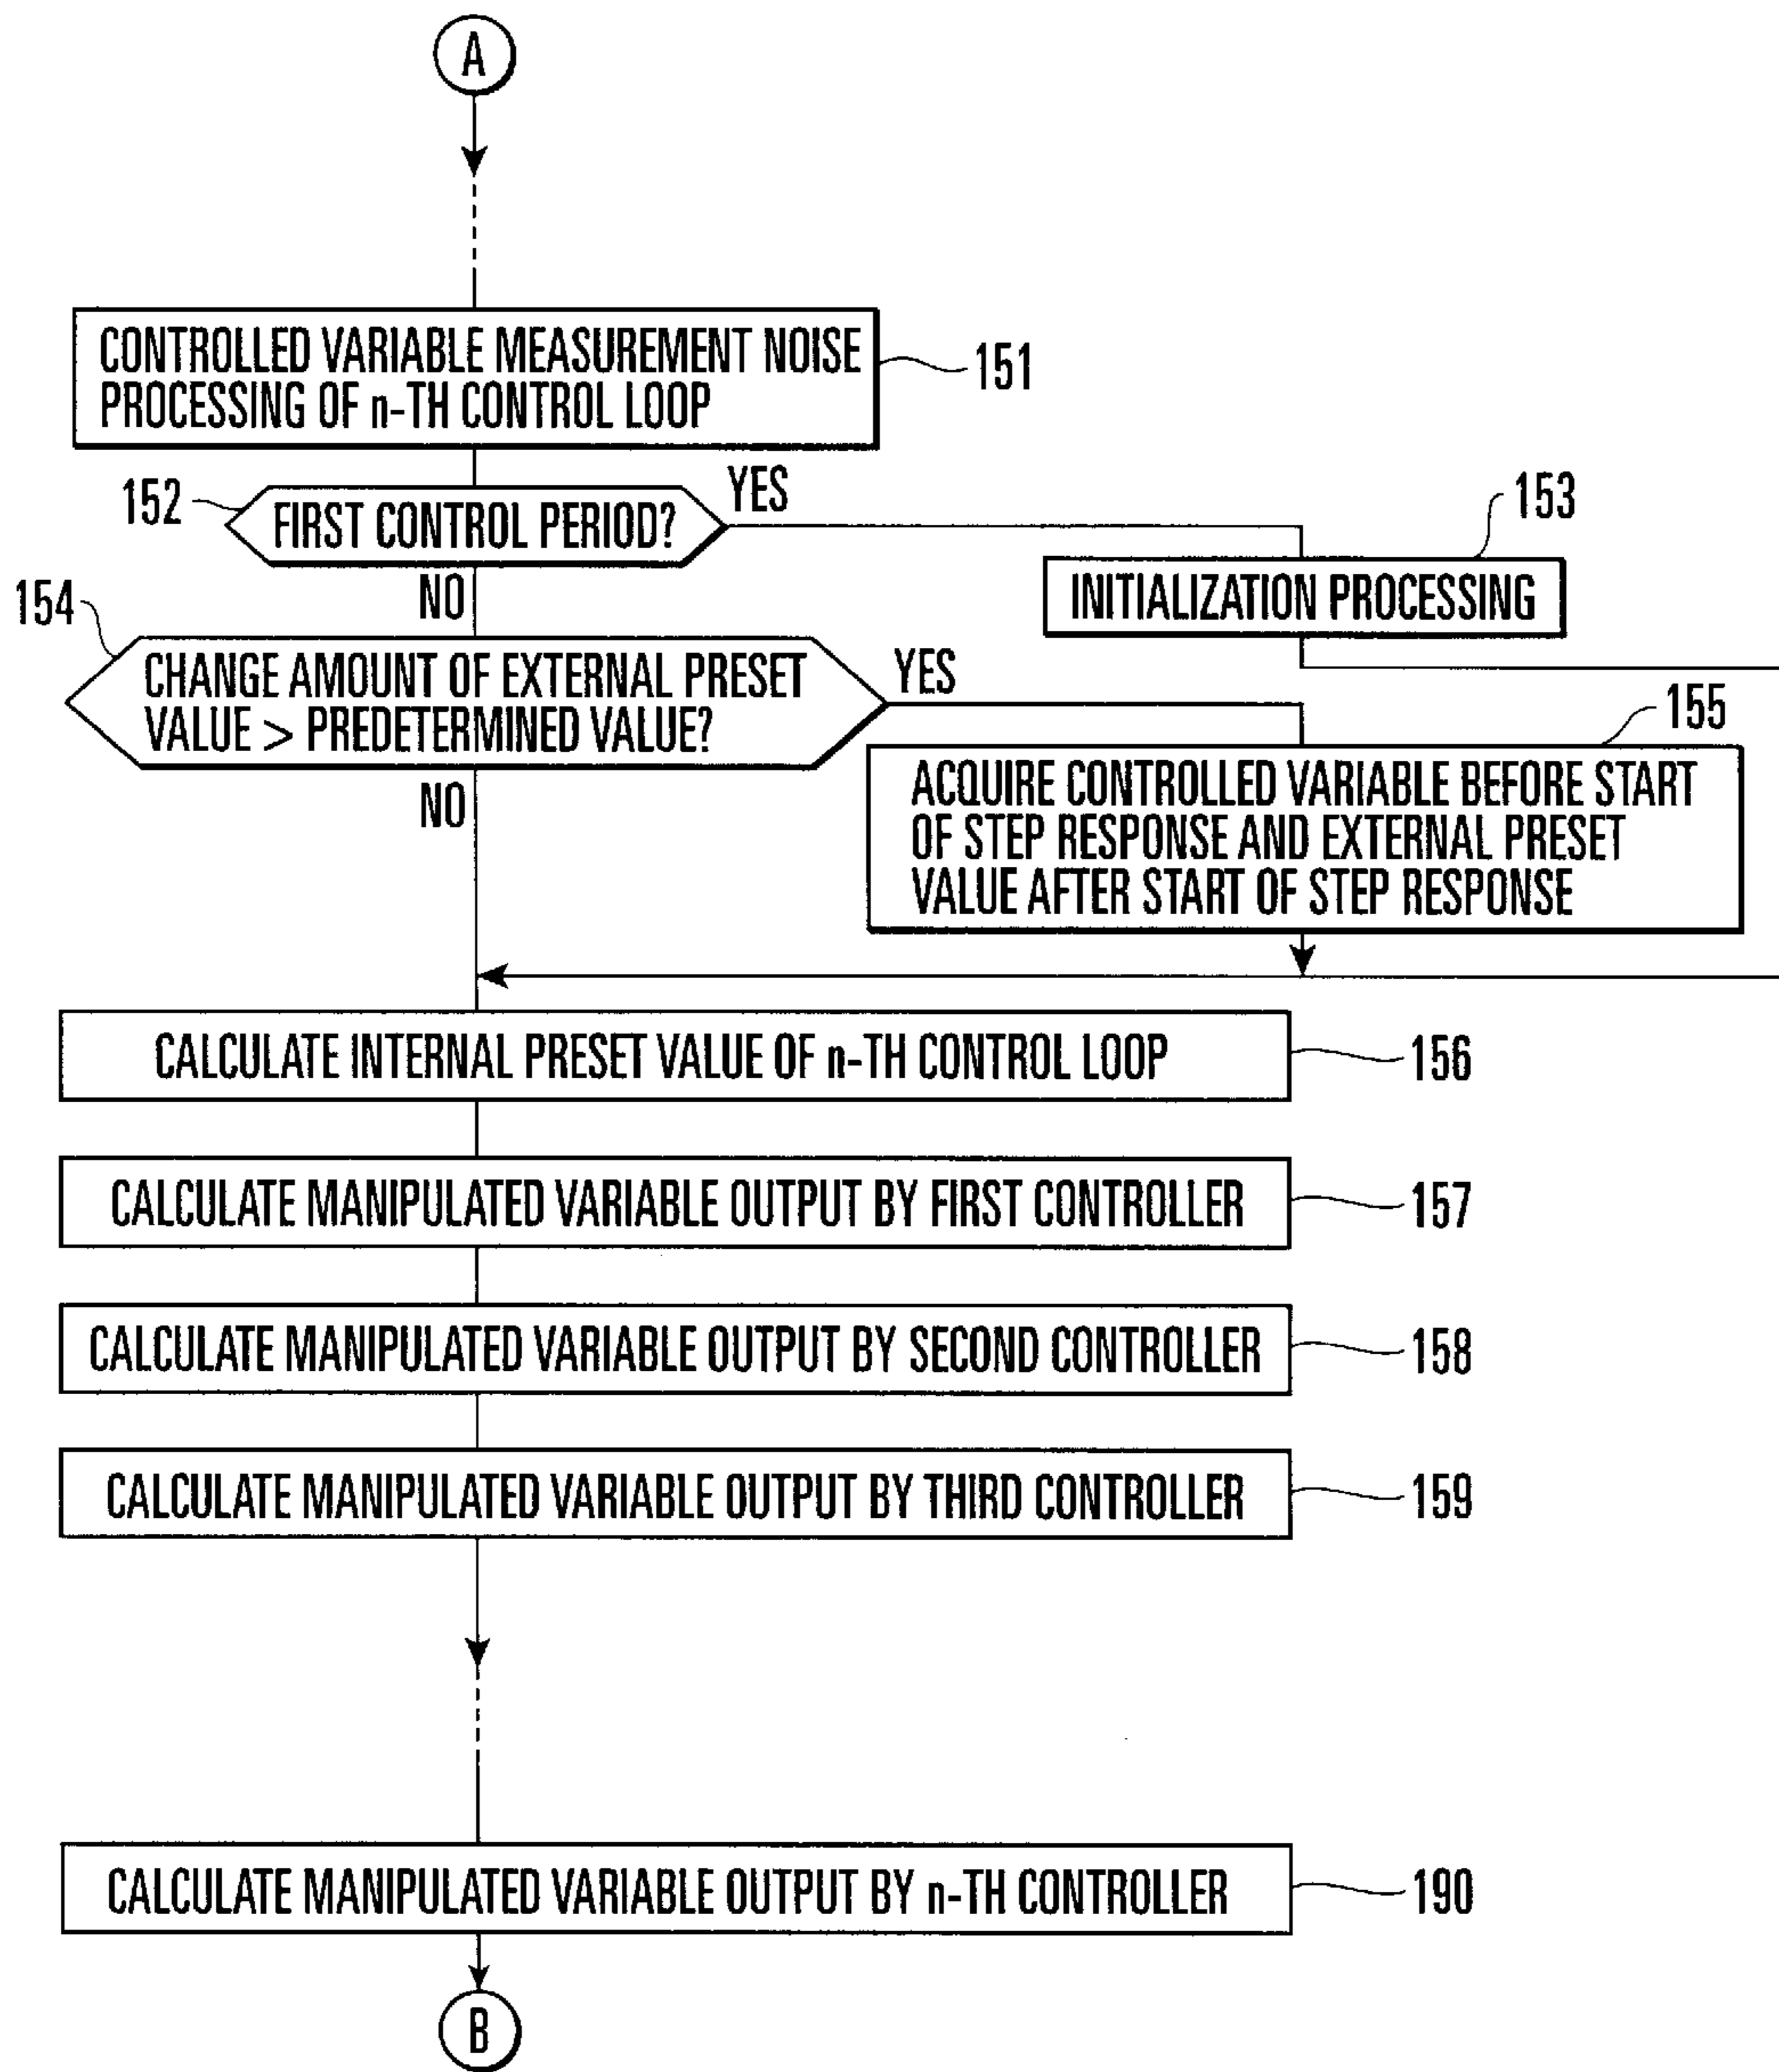 A
CONTROLLED VARIABLE MEASUREMENT NOISE
PROCESSING OF n-TH CONTROL LOOP
151
152
FIRST CONTROL PERIOD?
YES
NO
153
INITIALIZATION PROCESSING
154
CHANGE AMOUNT OF EXTERNAL PRESET
VALUE > PREDETERMINED VALUE?
YES
NO
155
ACQUIRE CONTROLLED VARIABLE BEFORE START
OF STEP RESPONSE AND EXTERNAL PRESET
VALUE AFTER START OF STEP RESPONSE
CALCULATE INTERNAL PRESET VALUE OF n-TH CONTROL LOOP
156
CALCULATE MANIPULATED VARIABLE OUTPUT BY FIRST CONTROLLER
157
CALCULATE MANIPULATED VARIABLE OUTPUT BY SECOND CONTROLLER
158
CALCULATE MANIPULATED VARIABLE OUTPUT BY THIRD CONTROLLER
159
CALCULATE MANIPULATED VARIABLE OUTPUT BY n-TH CONTROLLER
190
B